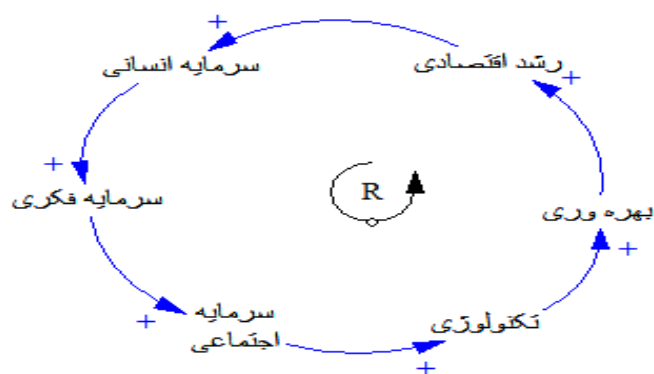 رشد اقتصادی
سرمایه انسانی
سرمایه فکری
سرمایه
اجتماعی
تکنولوژی
بهره وری
R
+
+
+
+
+
+